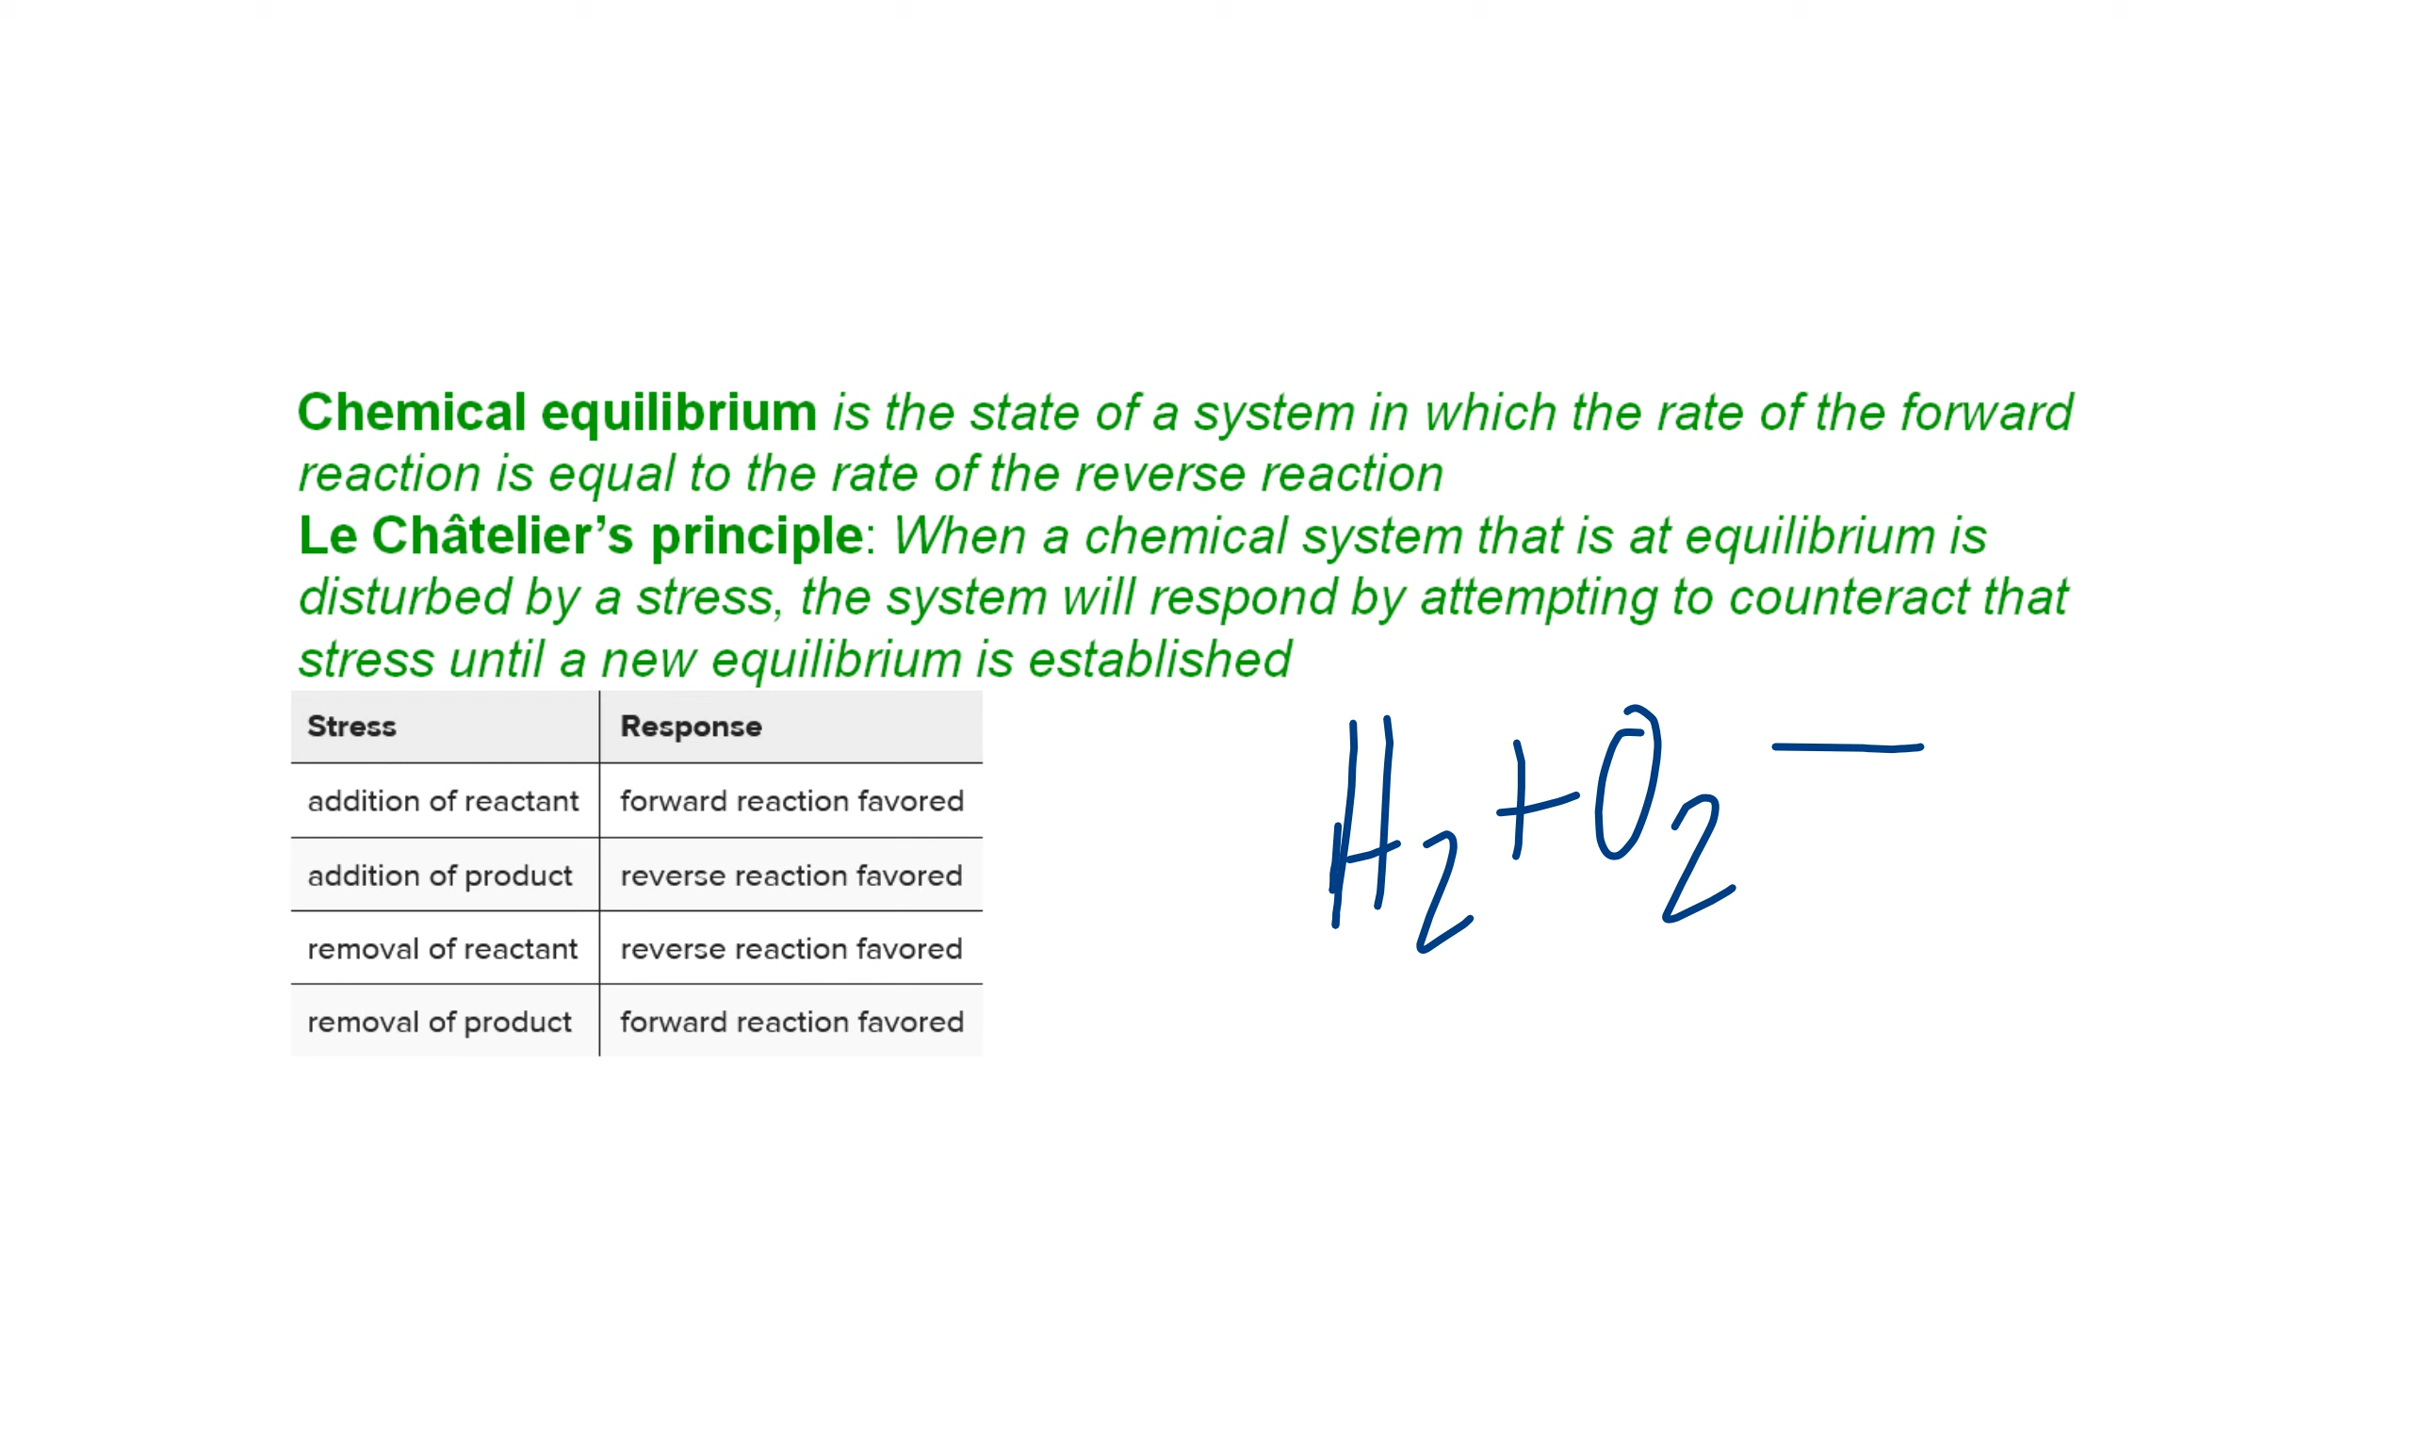 Chemical equilibrium is the state of a system in which the rate of the forward
reaction is equal to the rate of the reverse reaction
Le Châtelier’s principle: When a chemical system that is at equilibrium is
disturbed by a stress, the system will respond by attempting to counteract that
stress until a new equilibrium is established
Stress Response
addition of reactant forward reaction favored
addition of product reverse reaction favored
removal of reactant reverse reaction favored
removal of product forward reaction favored
H2+O2 —